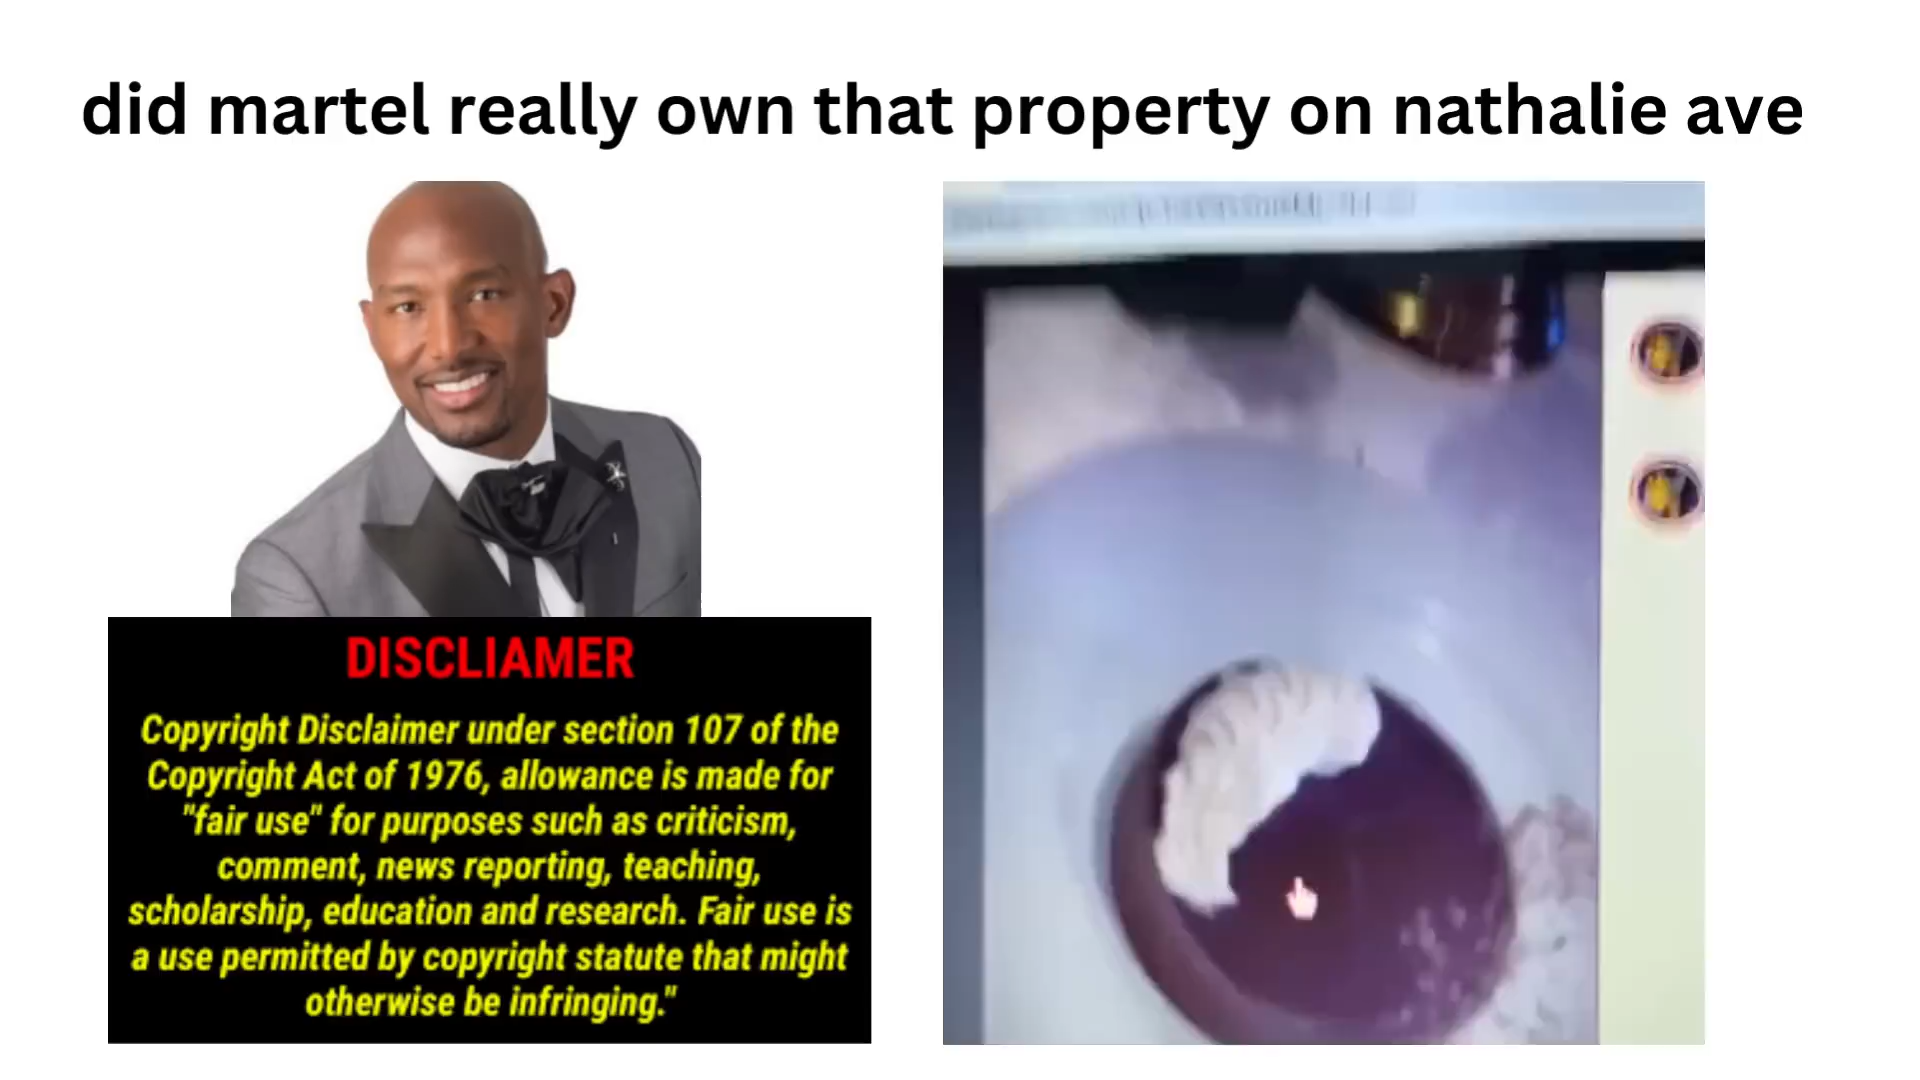 did martel really own that property on nathalie ave
DISCLIAMER
Copyright Disclaimer under section 107 of the
Copyright Act of 1976, allowance is made for
"fair use" for purposes such as criticism,
comment, news reporting, teaching,
scholarship, education and research. Fair use is
a use permitted by copyright statute that might
otherwise be infringing."